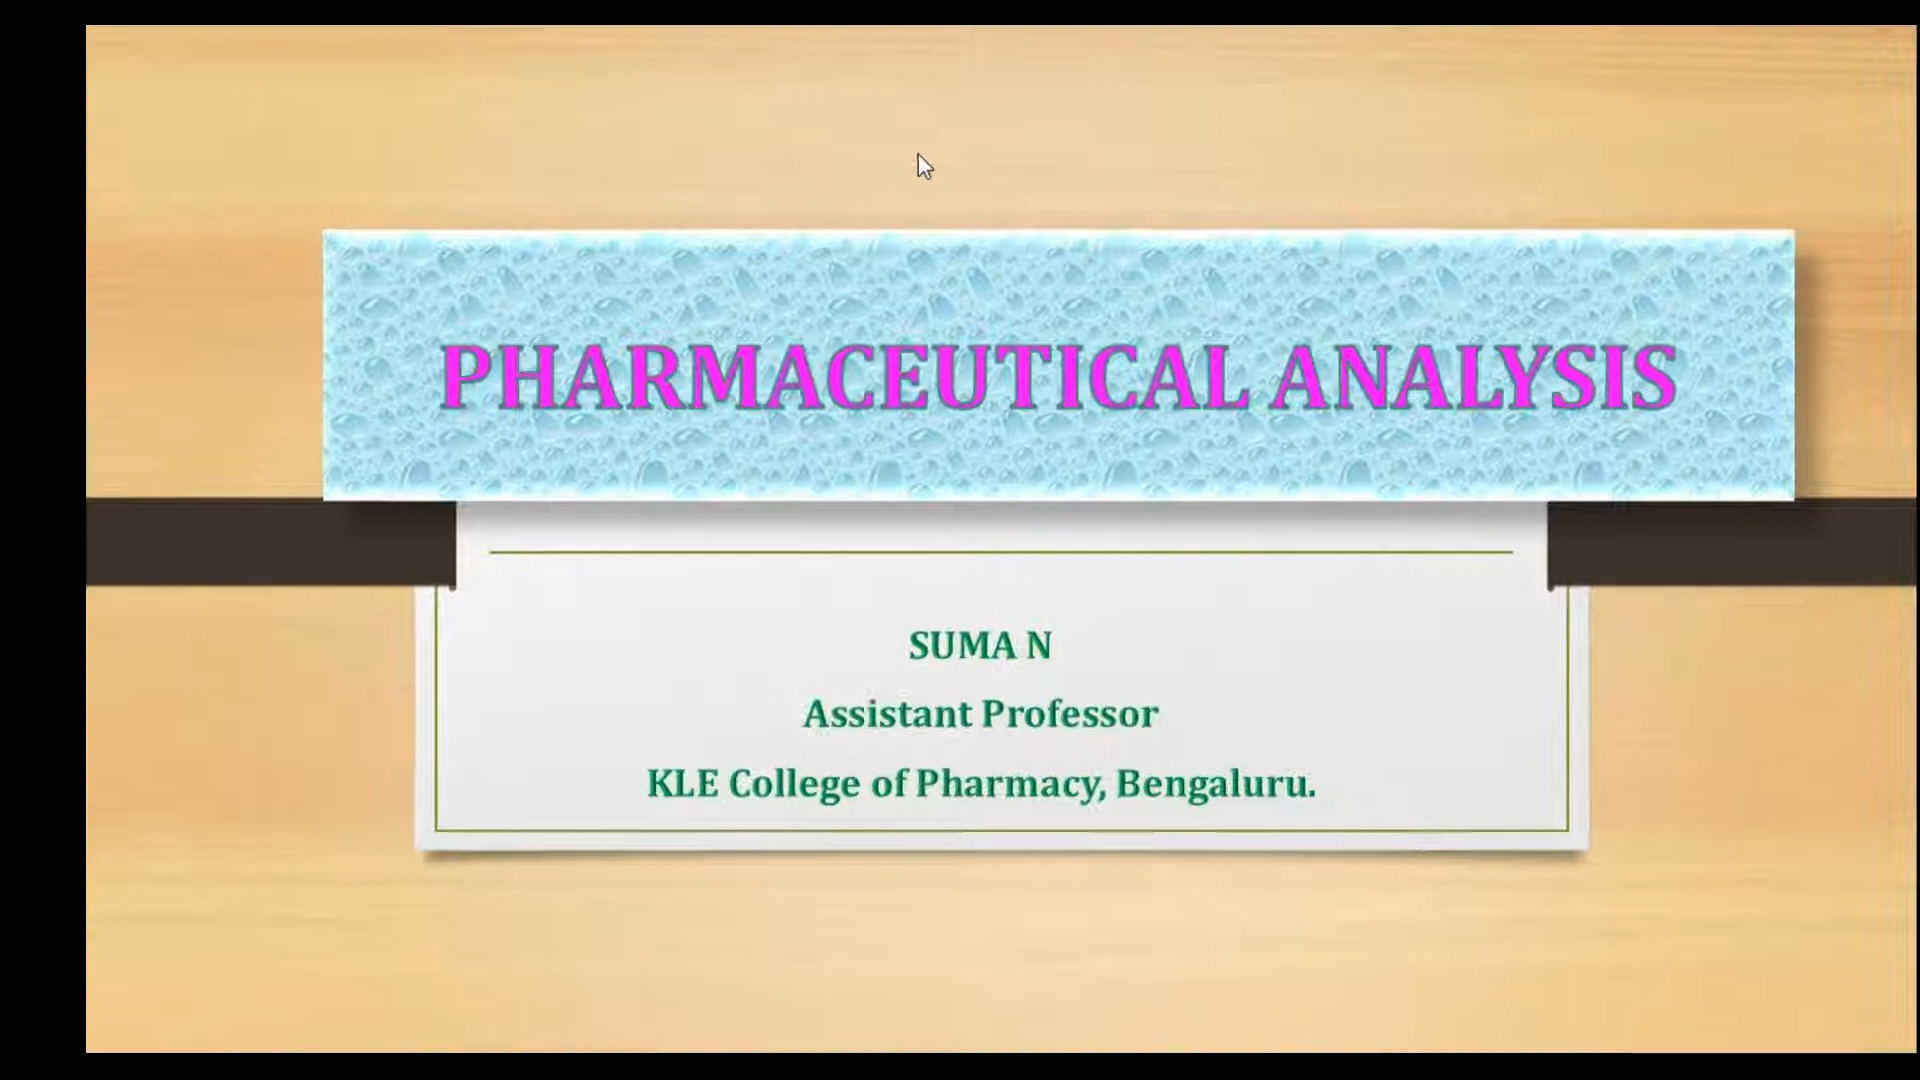 PHARMACEUTICAL ANALYSIS
SUMA N
Assistant Professor
KLE College of Pharmacy, Bengaluru.